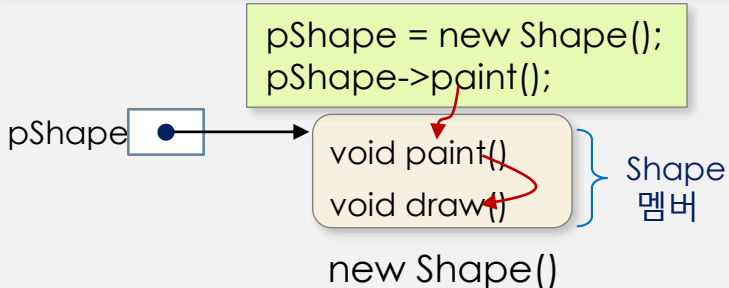 pShape = new Shape();
pShape->paint();
pShape
void paint()
void draw()
Shape
멤버
new Shape()